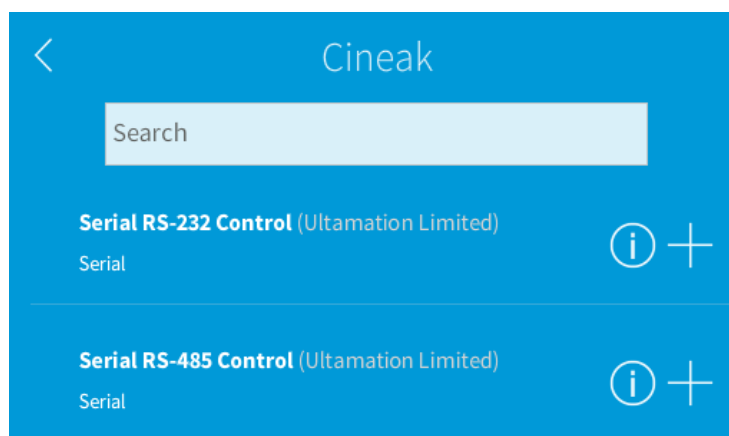 Cineak
Search
Serial RS-232 Control (Ultamation Limited)
Serial
Serial RS-485 Control (Ultamation Limited)
Serial